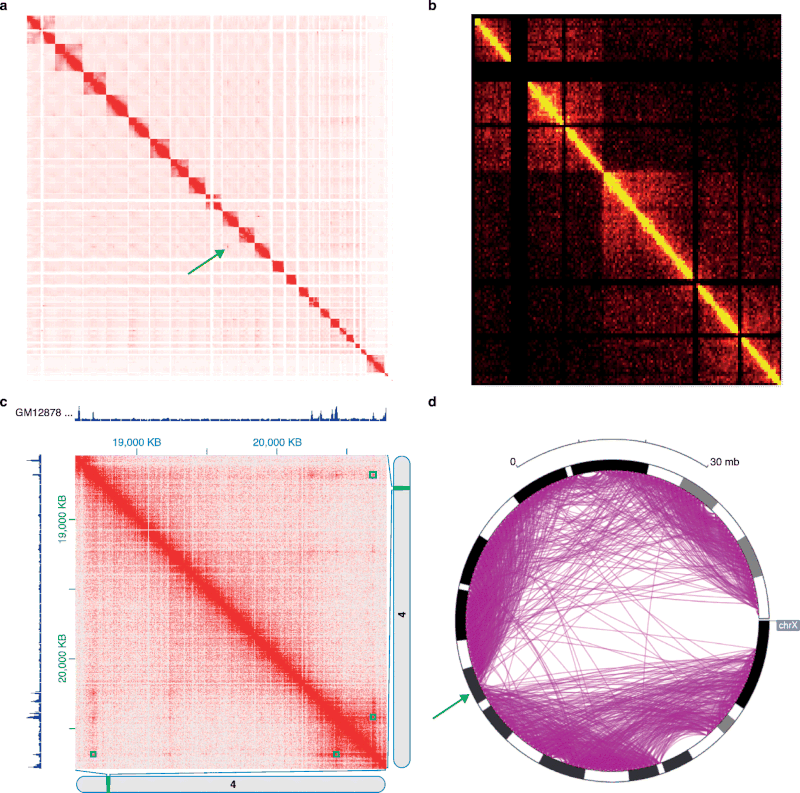 a
b
c
GM12878 ...
19,000 KB
20,000 KB
19,000 KB
20,000 KB
4
4
d
0
30 mb
chrX